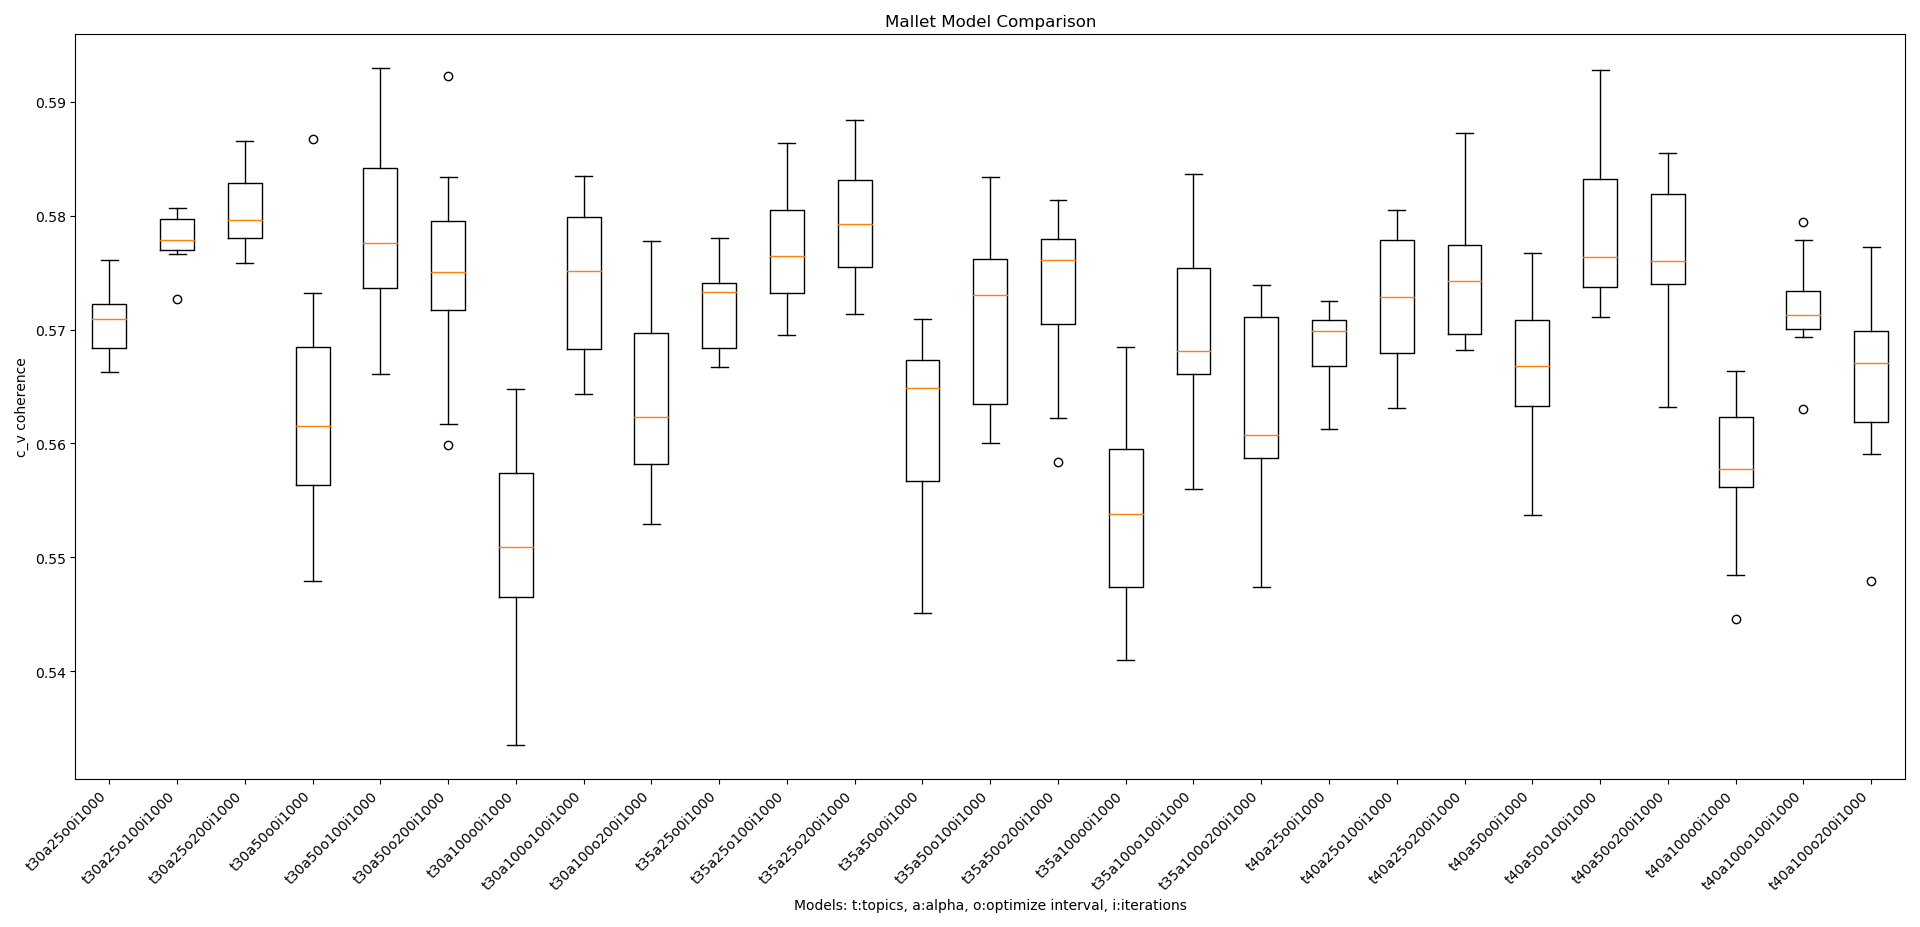 Mallet Model Comparison
0.59
0.58
0.57
0.56
0.55
0.54
c_v coherence
t30a25o0i1000
t30a25o100i1000
t30a25o200i1000
t30a50o0i1000
t30a50o100i1000
t30a50o200i1000
t30a100o0i1000
t30a100o100i1000
t30a100o200i1000
t35a25o0i1000
t35a25o100i1000
t35a25o200i1000
t35a50o0i1000
t35a50o100i1000
t35a50o200i1000
t35a100o0i1000
t35a100o100i1000
t35a100o200i1000
t40a25o0i1000
t40a25o100i1000
t40a25o200i1000
t40a50o0i1000
t40a50o100i1000
t40a50o200i1000
t40a100o0i1000
t40a100o100i1000
t40a100o200i1000
Models: t:topics, a:alpha, o:optimize interval, i:iterations